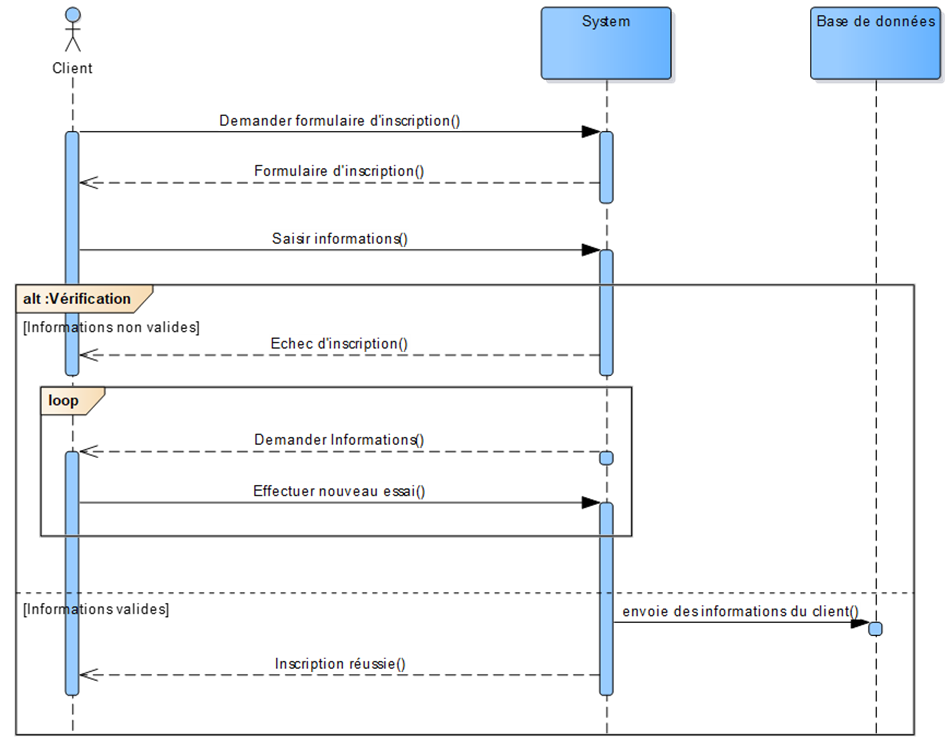 System
Base de données
Client
Demander formulaire d'inscription()
Formulaire d'inscription()
Saisir informations()
alt :Vérification
[Informations non valides]
Echec d'inscription()
loop
Demander Informations()
Effectuer nouveau essai()
[Informations valides]
envoie des informations du client()
Inscription réussie()